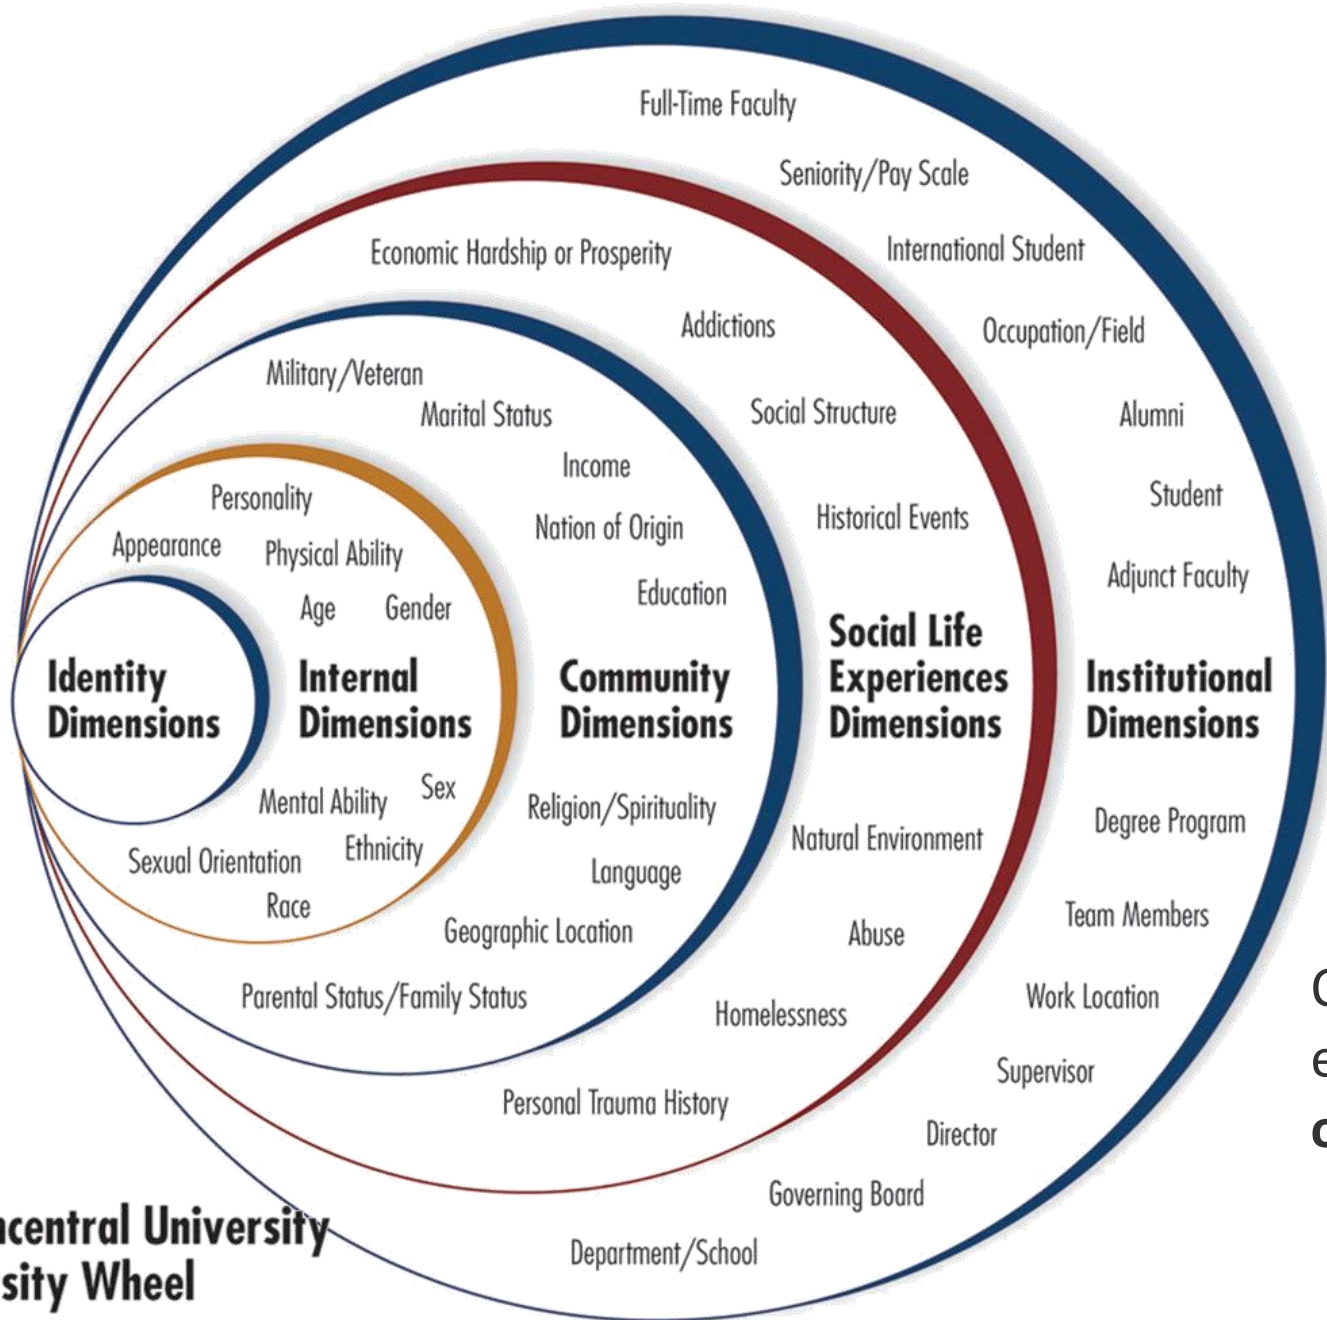 Full-Time Faculty
Seniority/Pay Scale
Economic Hardship or Prosperity
International Student
Addictions
Occupation/Field
Military/Veteran
Marital Status
Social Structure
Alumni
Income
Personality
Student
Nation of Origin
Historical Events
Appearance
Physical Ability
Adjunct Faculty
Age
Gender
Education
Identity
Dimensions
Internal
Dimensions
Community
Dimensions
Social Life
Experiences
Dimensions
Institutional
Dimensions
Mental Ability
Sex
Religion/Spirituality
Natural Environment
Degree Program
Sexual Orientation
Ethnicity
Language
Race
Team Members
Geographic Location
Abuse
Parental Status/Family Status
Work Location
Homelessness
Supervisor
Personal Trauma History
Director
Governing Board
ncentral University
sity Wheel
Department/School